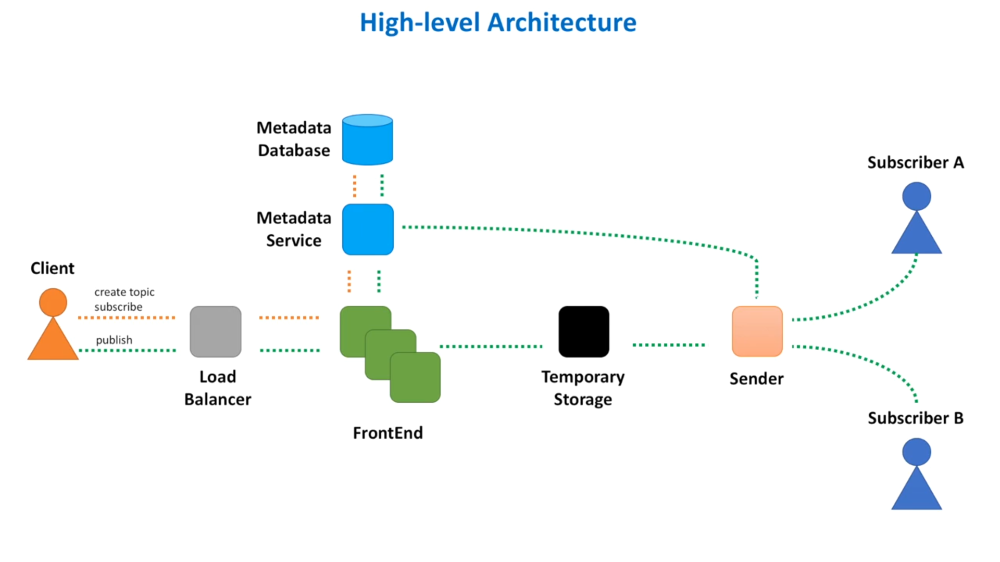 High-level Architecture
Metadata
Database
Metadata
Service
Client
create topic
subscribe
publish
Load
Balancer
FrontEnd
Temporary
Storage
Sender
Subscriber A
Subscriber B